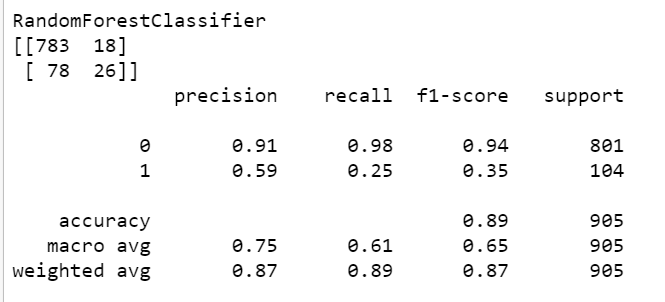 RandomForestClassifier
[[783  18]
 [ 78  26]]
              precision    recall  f1-score   support

           0       0.91      0.98      0.94       801
           1       0.59      0.25      0.35       104

    accuracy                           0.89       905
   macro avg       0.75      0.61      0.65       905
weighted avg       0.87      0.89      0.87       905